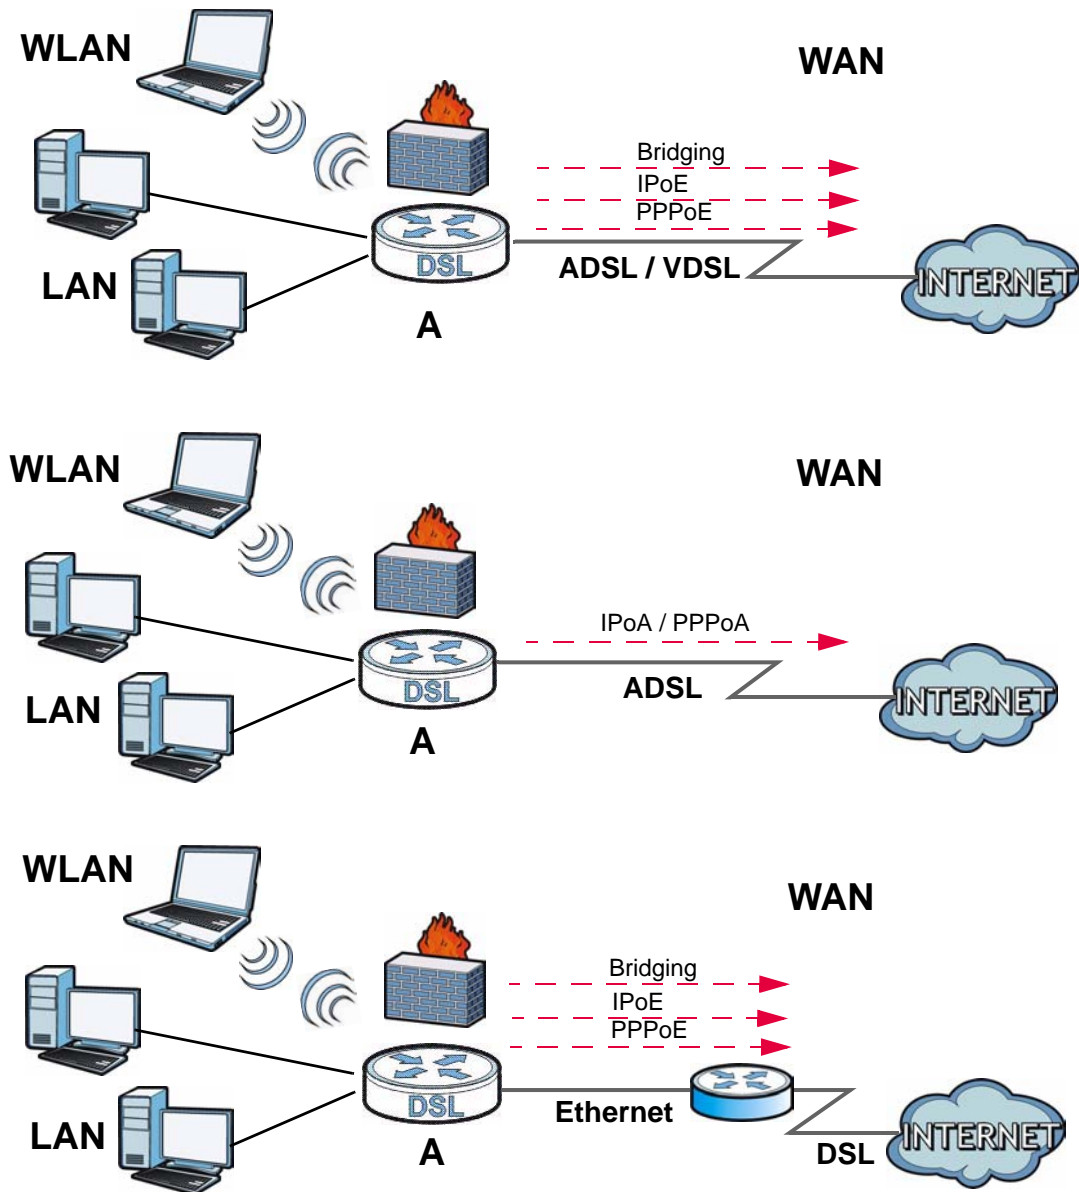 WLAN
WAN
Bridging
IPoE
PPPoE
DSL
ADSL / VDSL
INTERNET
LAN
A
WLAN
WAN
IPoA / PPPoA
DSL
ADSL
INTERNET
LAN
A
WLAN
WAN
Bridging
IPoE
PPPoE
DSL
Ethernet
INTERNET
LAN
A
DSL